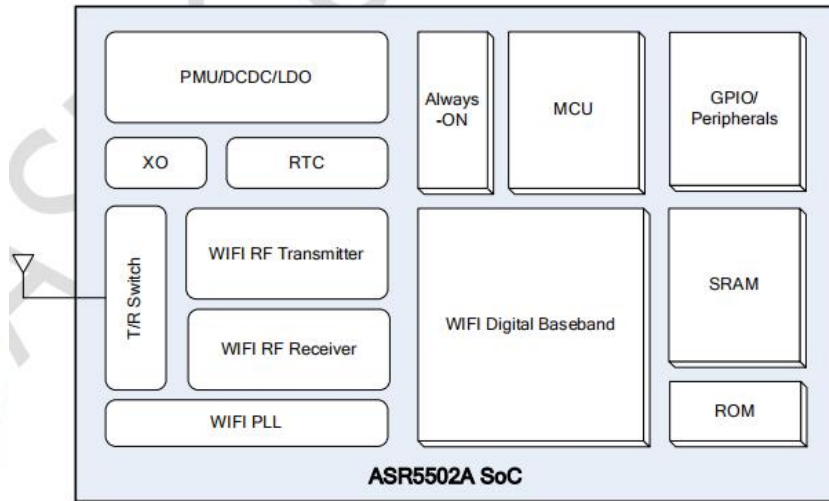 PMU/DCDC/LDO
Always
-ON
MCU
GPIO/
Peripherals
XO
RTC
T/R Switch
WIFI RF Transmitter
WIFI RF Receiver
WIFI Digital Baseband
SRAM
WIFI PLL
ROM
ASR5502A SoC